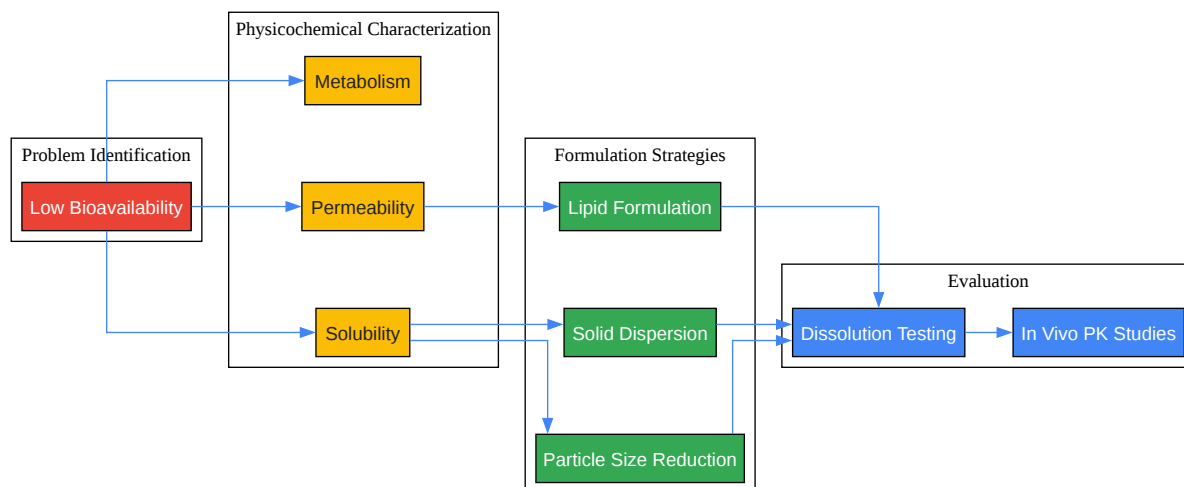 Physicochemical Characterization
Metabolism
Problem Identification
Low Bioavailability
Permeability
Solubility
Formulation Strategies
Lipid Formulation
Solid Dispersion
Particle Size Reduction
Evaluation
Dissolution Testing
In Vivo PK Studies